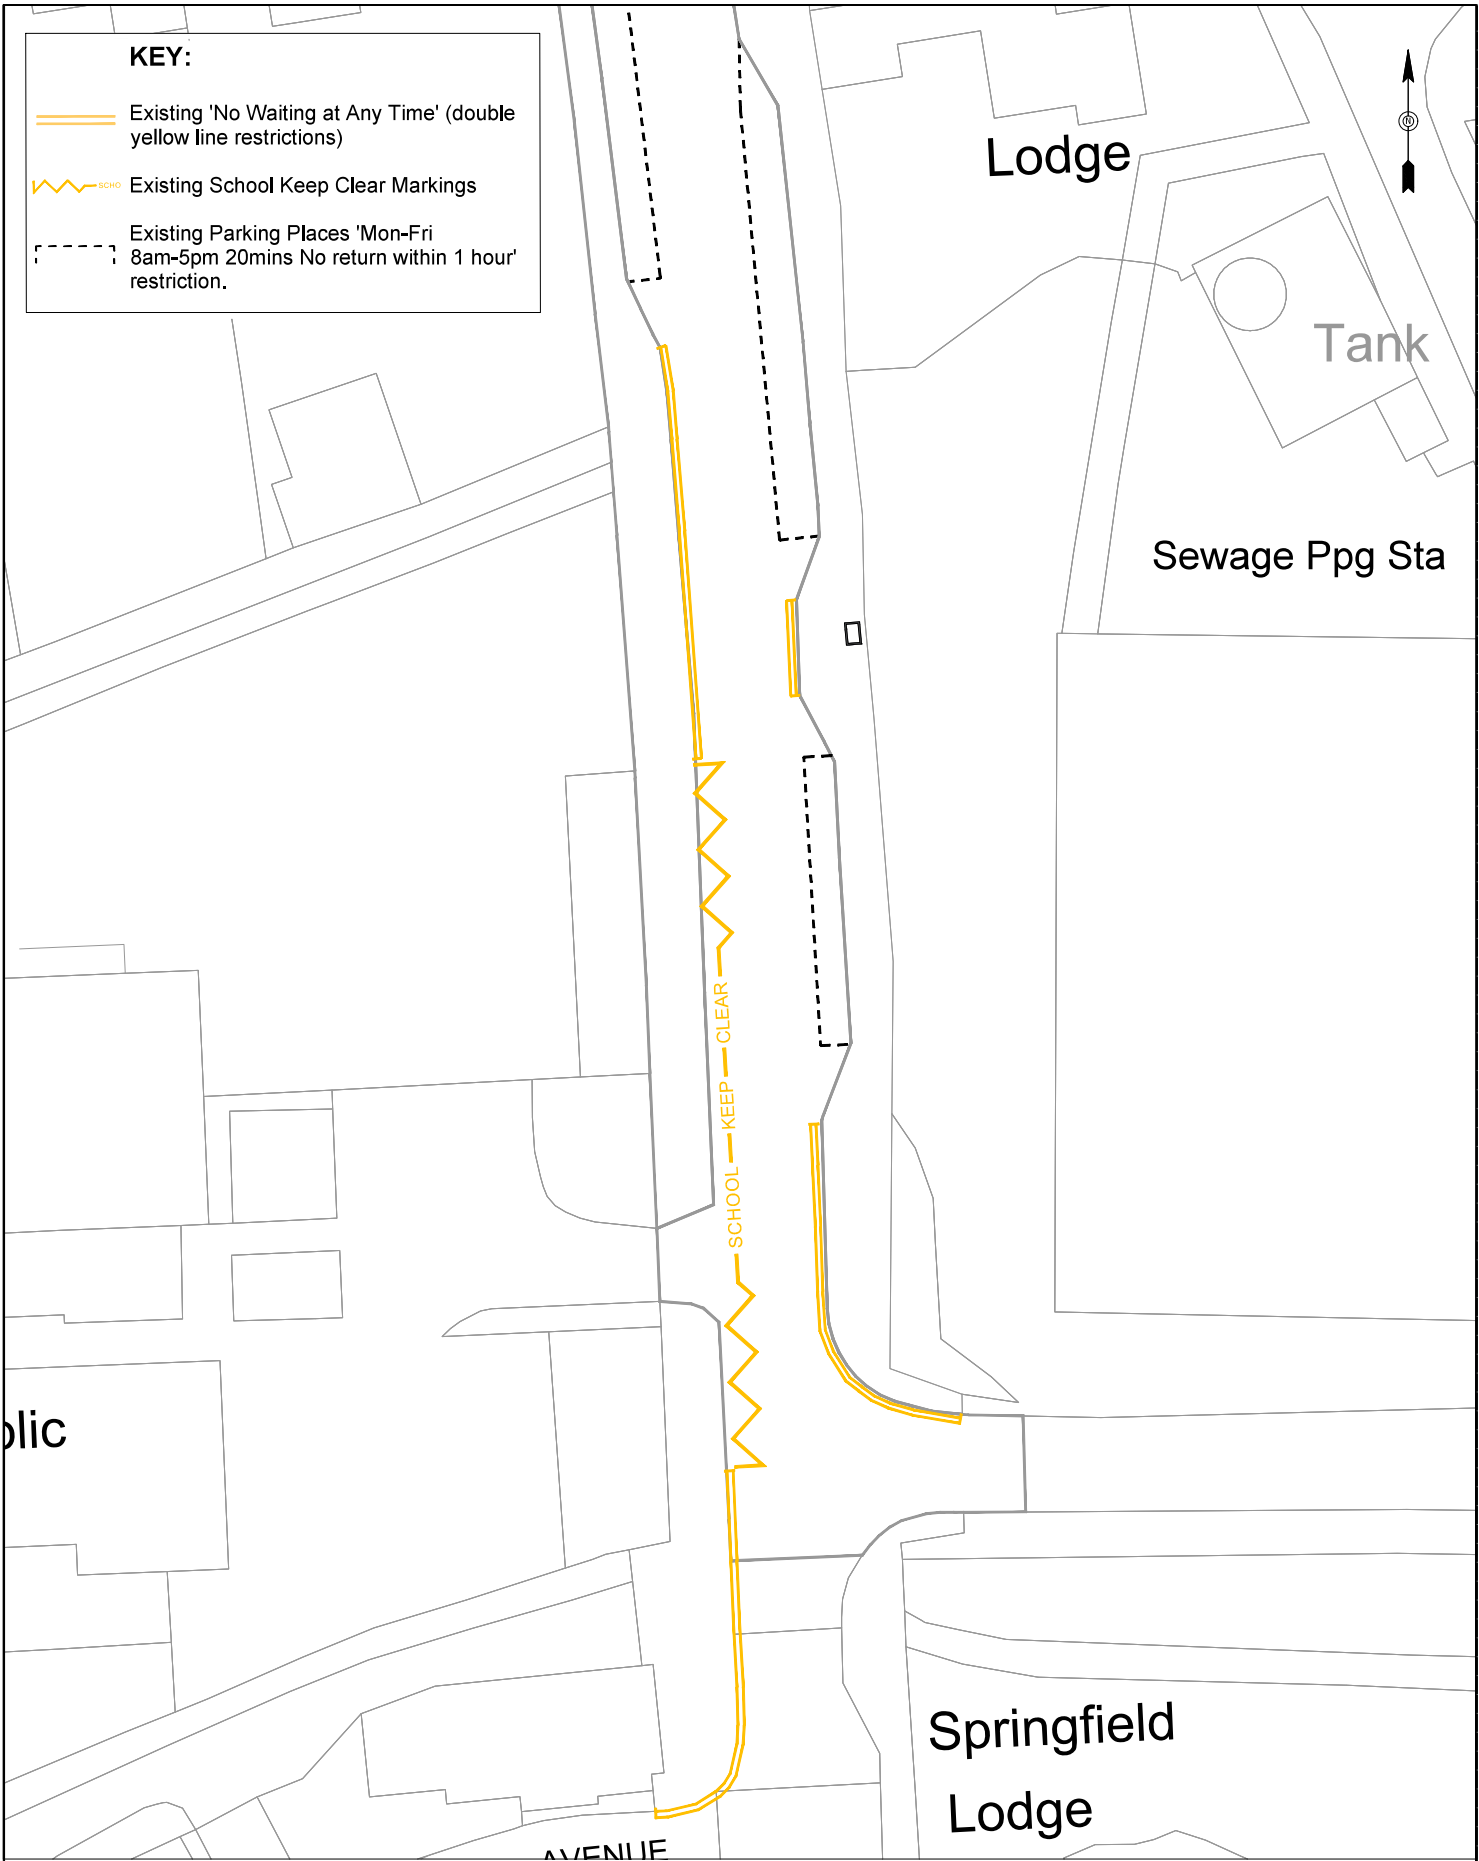 KEY:
Existing 'No Waiting at Any Time' (double
yellow line restrictions)
SCHO
Existing School Keep Clear Markings
Existing Parking Places 'Mon-Fri
8am-5pm 20mins No return within 1 hour'
restriction.
N
Lodge
Tank
Sewage Ppg Sta
SCHOOL KEEP CLEAR
blic
Springfield
Lodge
AVENUE